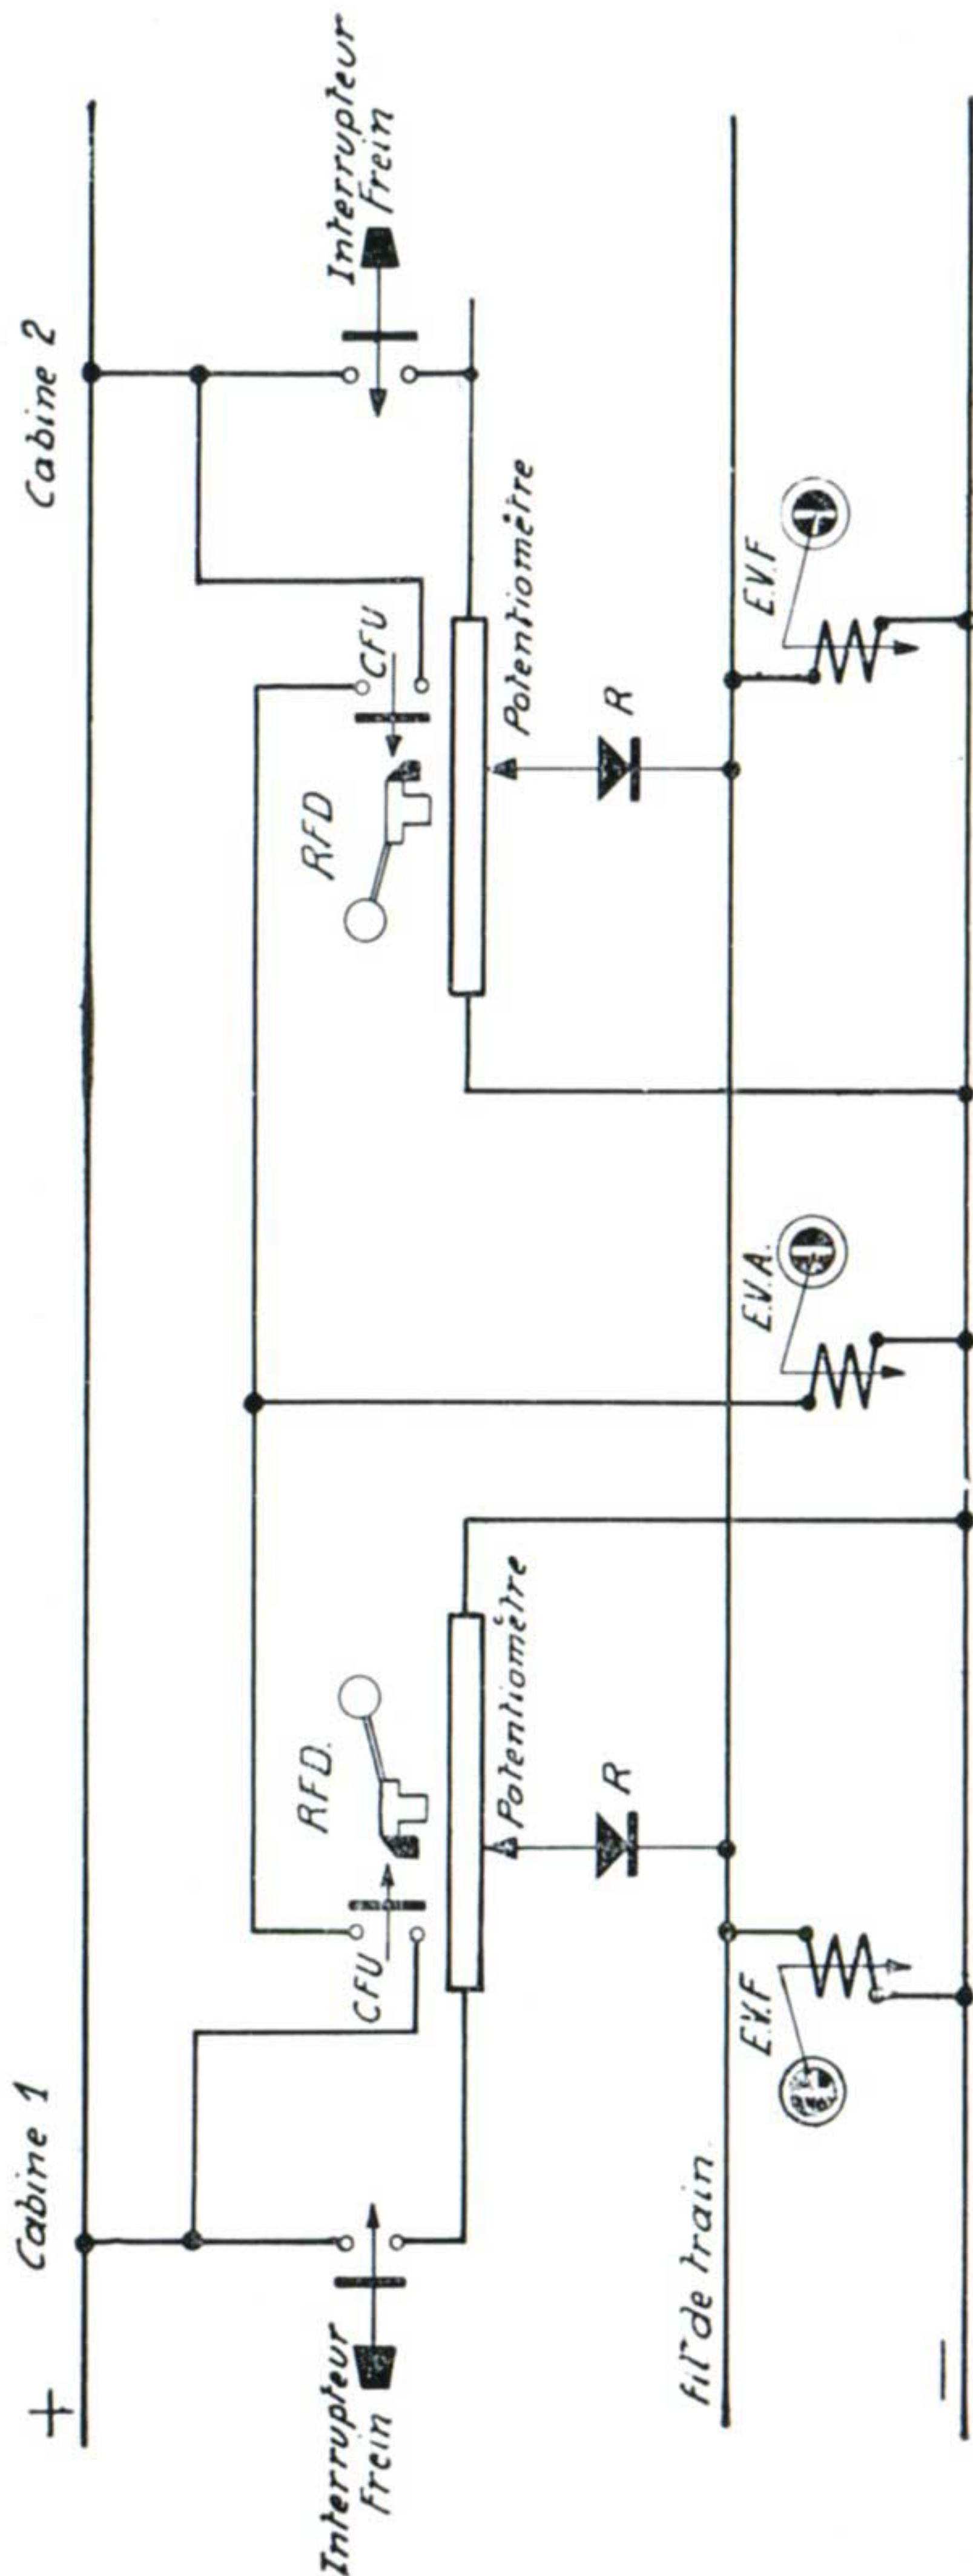 Cabine 1
Cabine 2
+
Interrupteur
Frein
CFU
RFD.
RFD
CFU
Interrupteur
Frein
Potentiomètre
Potentiomètre
R
R
fil de train
E.V.F
E.V.A.
E.V.F
—